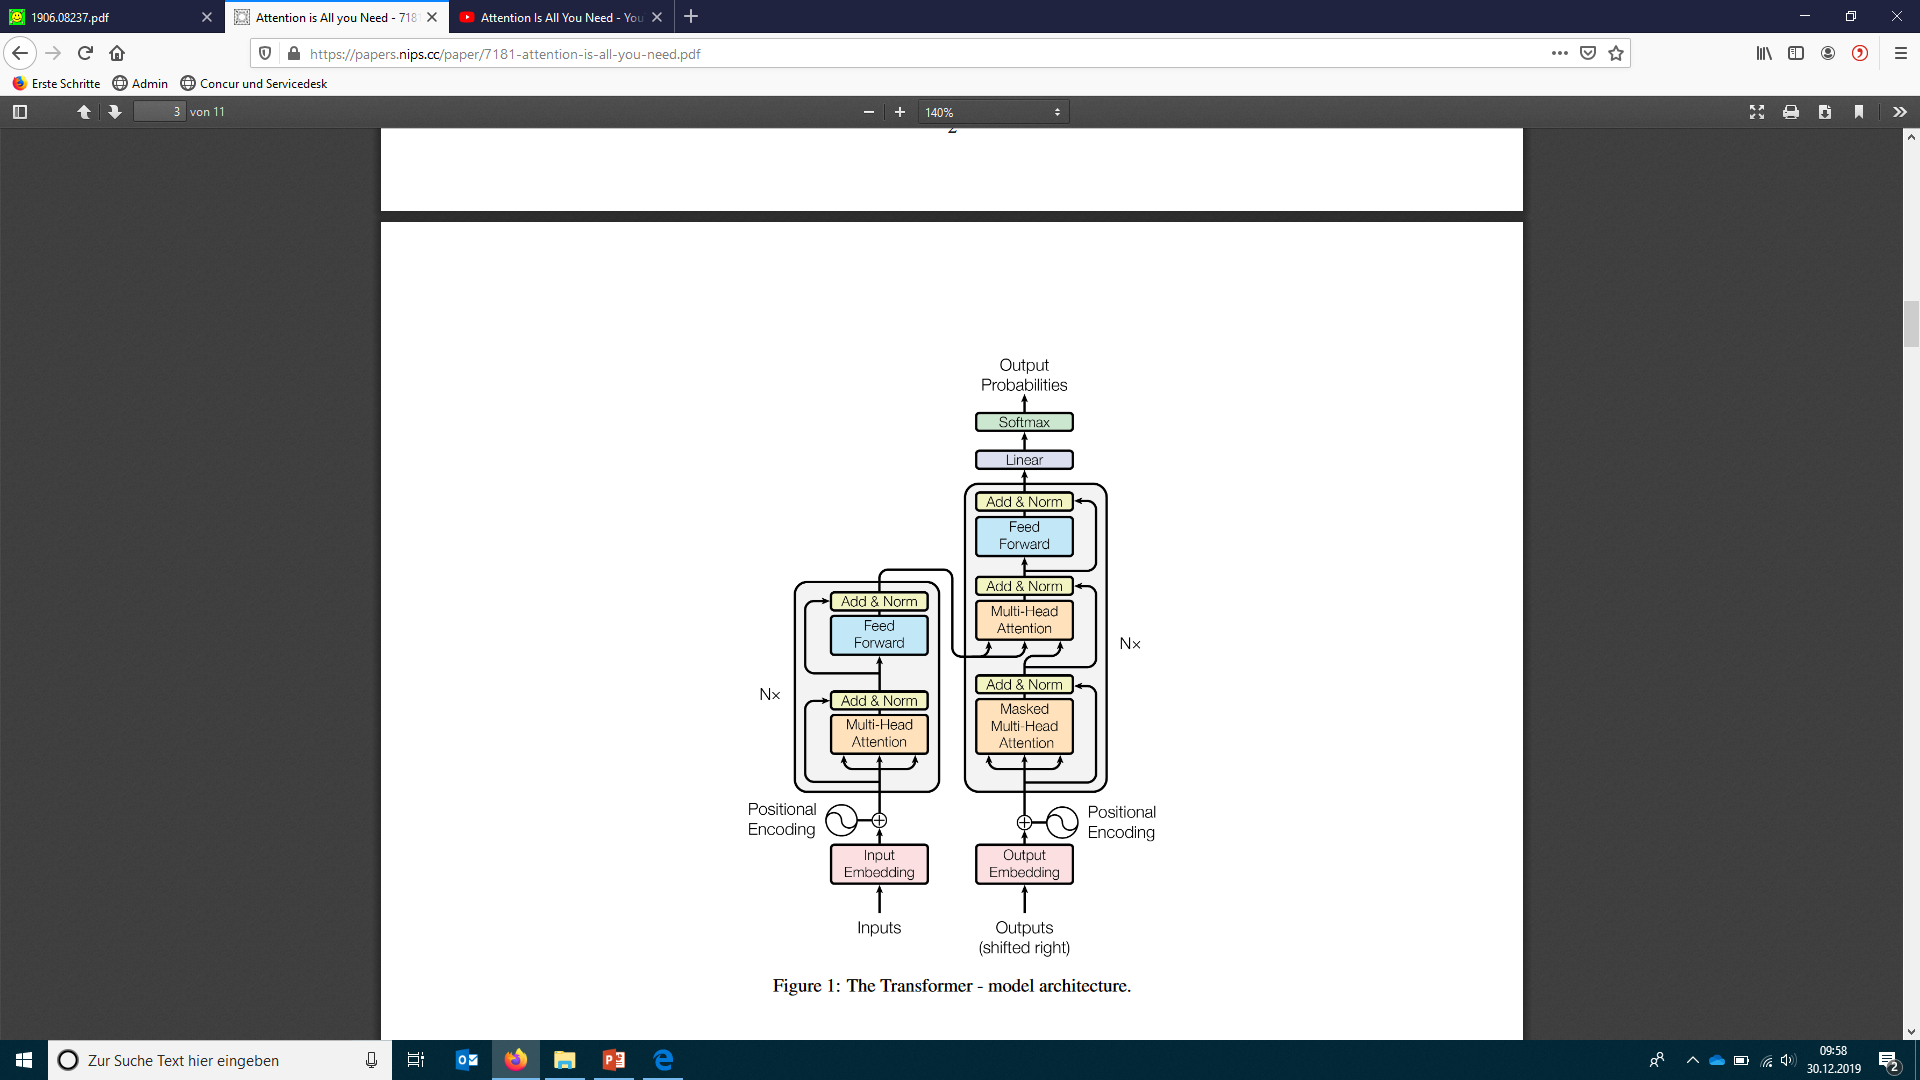 1906.08237.pdf
Attention is All you Need - 718
Attention Is All You Need - You
https://papers.nips.cc/paper/7181-attention-is-all-you-need.pdf
Erste Schritte
Admin
Concur und Servicedesk
3 von 11
140%
2
Output
Probabilities
Softmax
Linear
Add & Norm
Feed
Forward
Add & Norm
Multi-Head
Attention
Nx
Add & Norm
Masked
Multi-Head
Attention
Add & Norm
Feed
Forward
Nx
Add & Norm
Multi-Head
Attention
Positional
Encoding
Positional
Encoding
Input
Embedding
Output
Embedding
Inputs
Outputs
(shifted right)
Figure 1: The Transformer - model architecture.
Zur Suche Text hier eingeben
09:58
30.12.2019
2